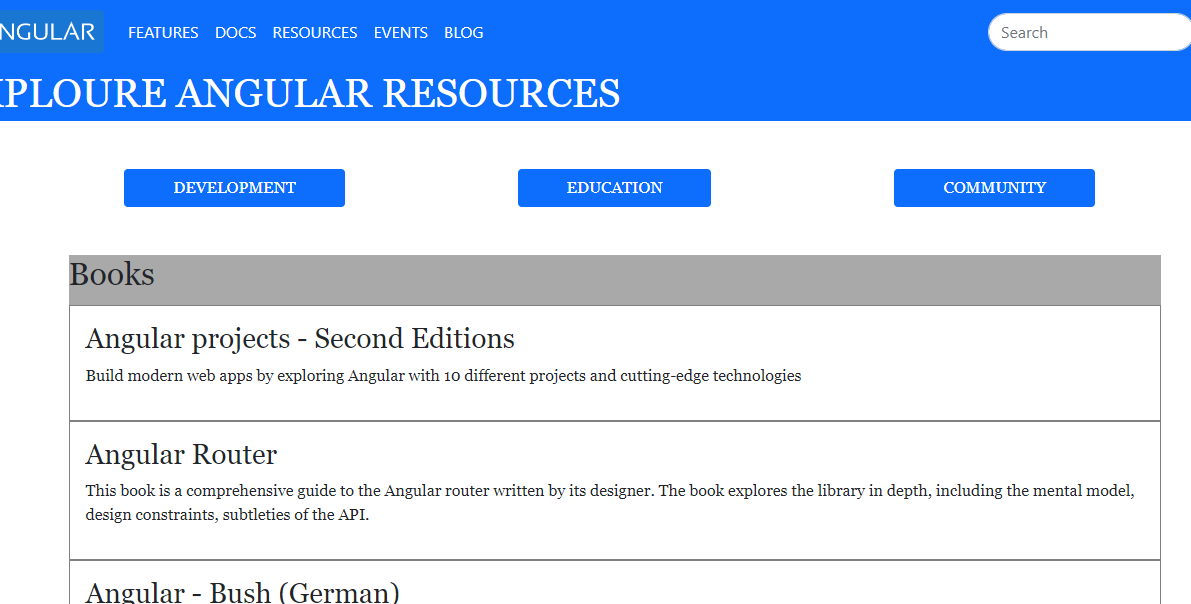 NGULAR FEATURES DOCS RESOURCES EVENTS BLOG Search
XPLOURE ANGULAR RESOURCES
DEVELOPMENT EDUCATION COMMUNITY
Books
Angular projects - Second Editions
Build modern web apps by exploring Angular with 10 different projects and cutting-edge technologies
Angular Router
This book is a comprehensive guide to the Angular router written by its designer. The book explores the library in depth, including the mental model,
design constraints, subtleties of the API.
Angular - Bush (German)